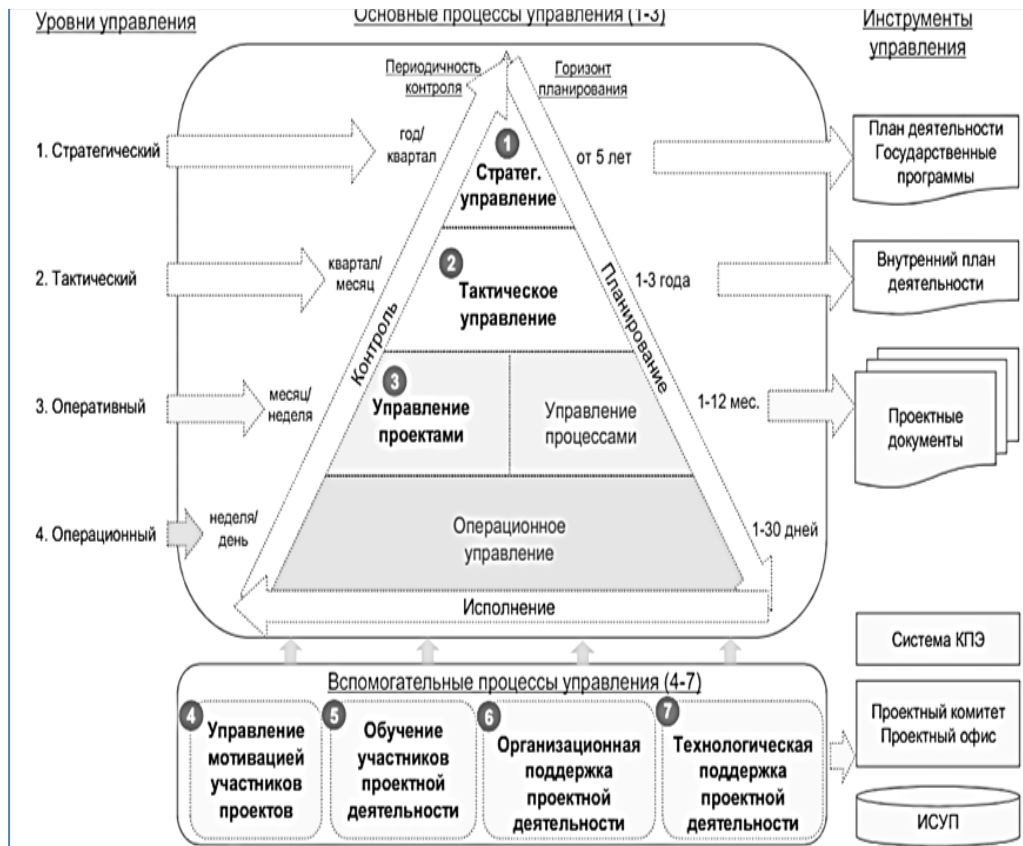 Уровни управления
Основные процессы управления (1-3)
Инструменты
управления
Периодичность
контроля
Горизонт
планирования
1. Стратегический
год/
квартал
1
Стратег.
управление
от 5 лет
План деятельности
Государственные
программы
2. Тактический
квартал/
месяц
2
Тактическое
управление
1-3 года
Внутренний план
деятельности
Контроль
Планирование
3. Оперативный
месяц/
неделя
3
Управление
проектами
Управление
процессами
1-12 мес.
Проектные
документы
4. Операционный
неделя/
день
Операционное
управление
1-30 дней
Исполнение
Система КПЭ
Вспомогательные процессы управления (4-7)
4
Управление
мотивацией
участников
проектов
5
Обучение
участников
проектной
деятельности
6
Организационная
поддержка
проектной
деятельности
7
Технологическая
поддержка
проектной
деятельности
Проектный комитет
Проектный офис
ИСУП